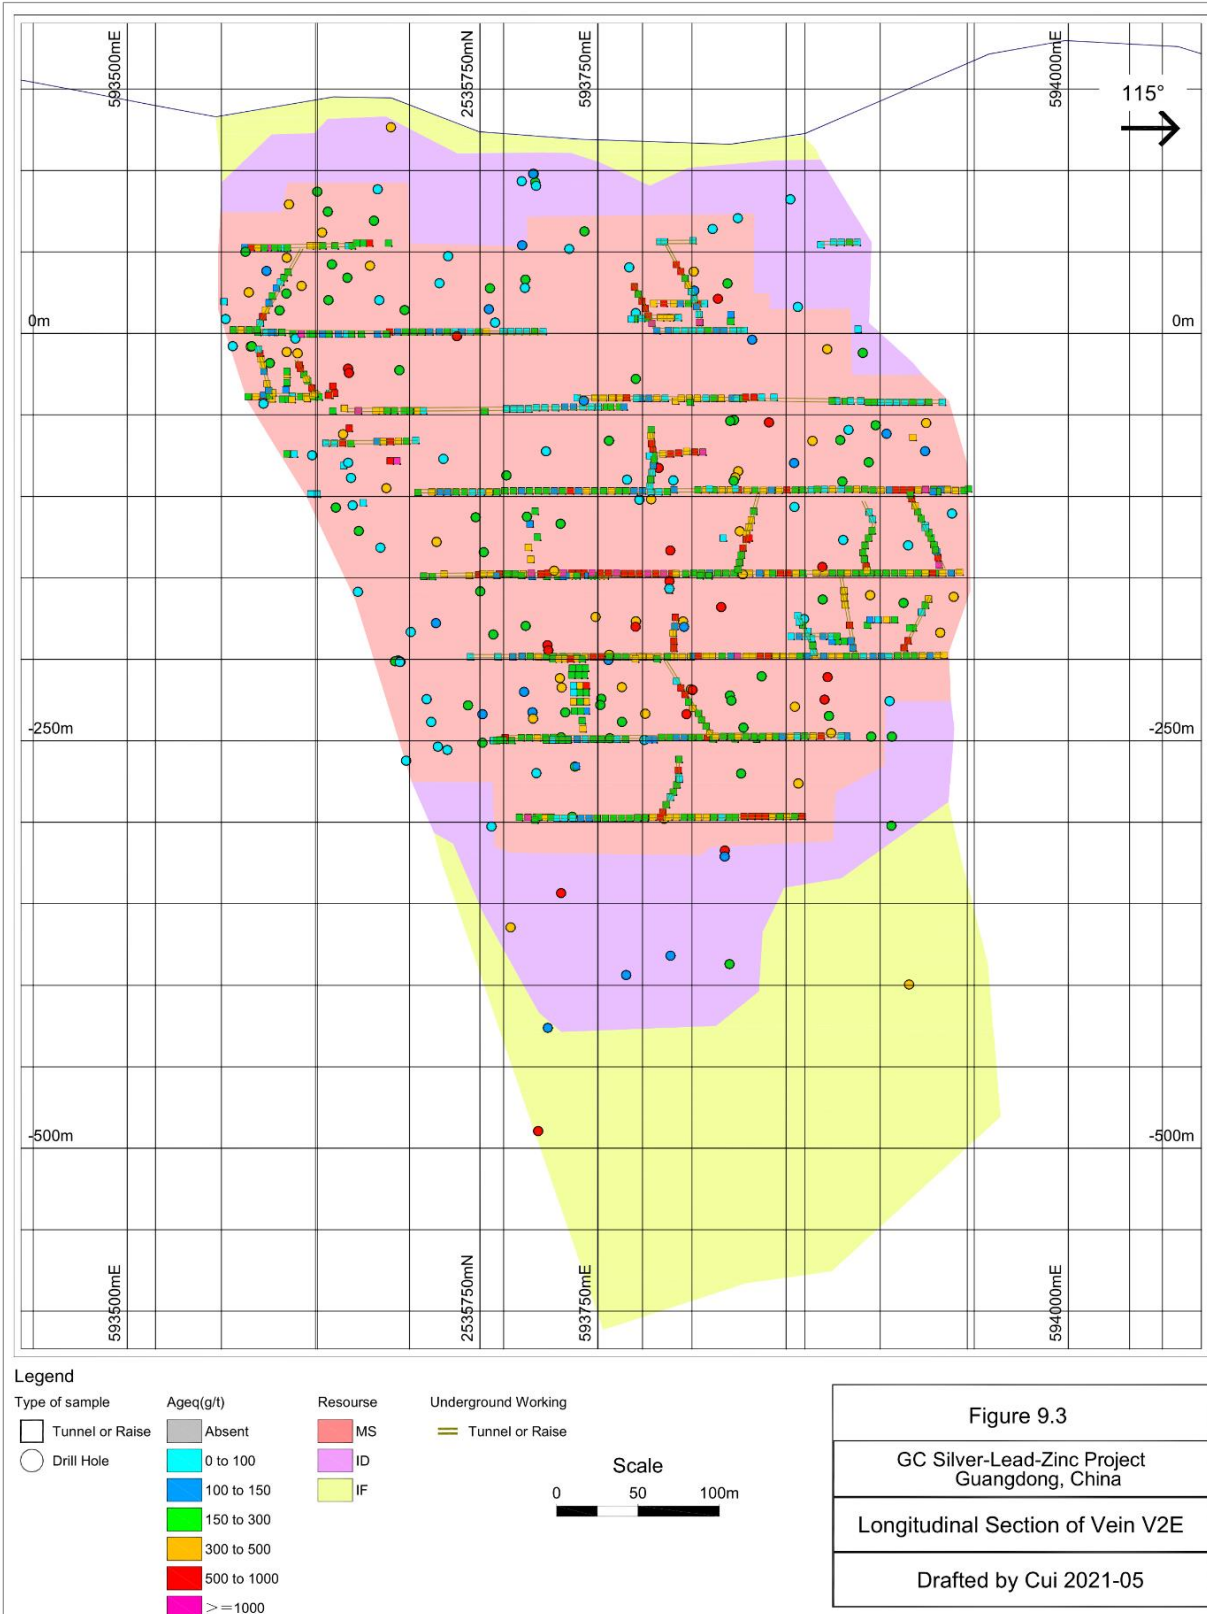 593500mE
2535750mN
593750mE
594000mE
115°
0m
0m
-250m
-250m
-500m
-500m
593500mE
2535750mN
593750mE
594000mE
Legend
Type of sample
Tunnel or Raise
Drill Hole
Ageq(g/t)
Absent
0 to 100
100 to 150
150 to 300
300 to 500
500 to 1000
>=1000
Resourse
MS
ID
IF
Underground Working
Tunnel or Raise
Scale
0 50 100m
Figure 9.3
GC Silver-Lead-Zinc Project
Guangdong, China
Longitudinal Section of Vein V2E
Drafted by Cui 2021-05